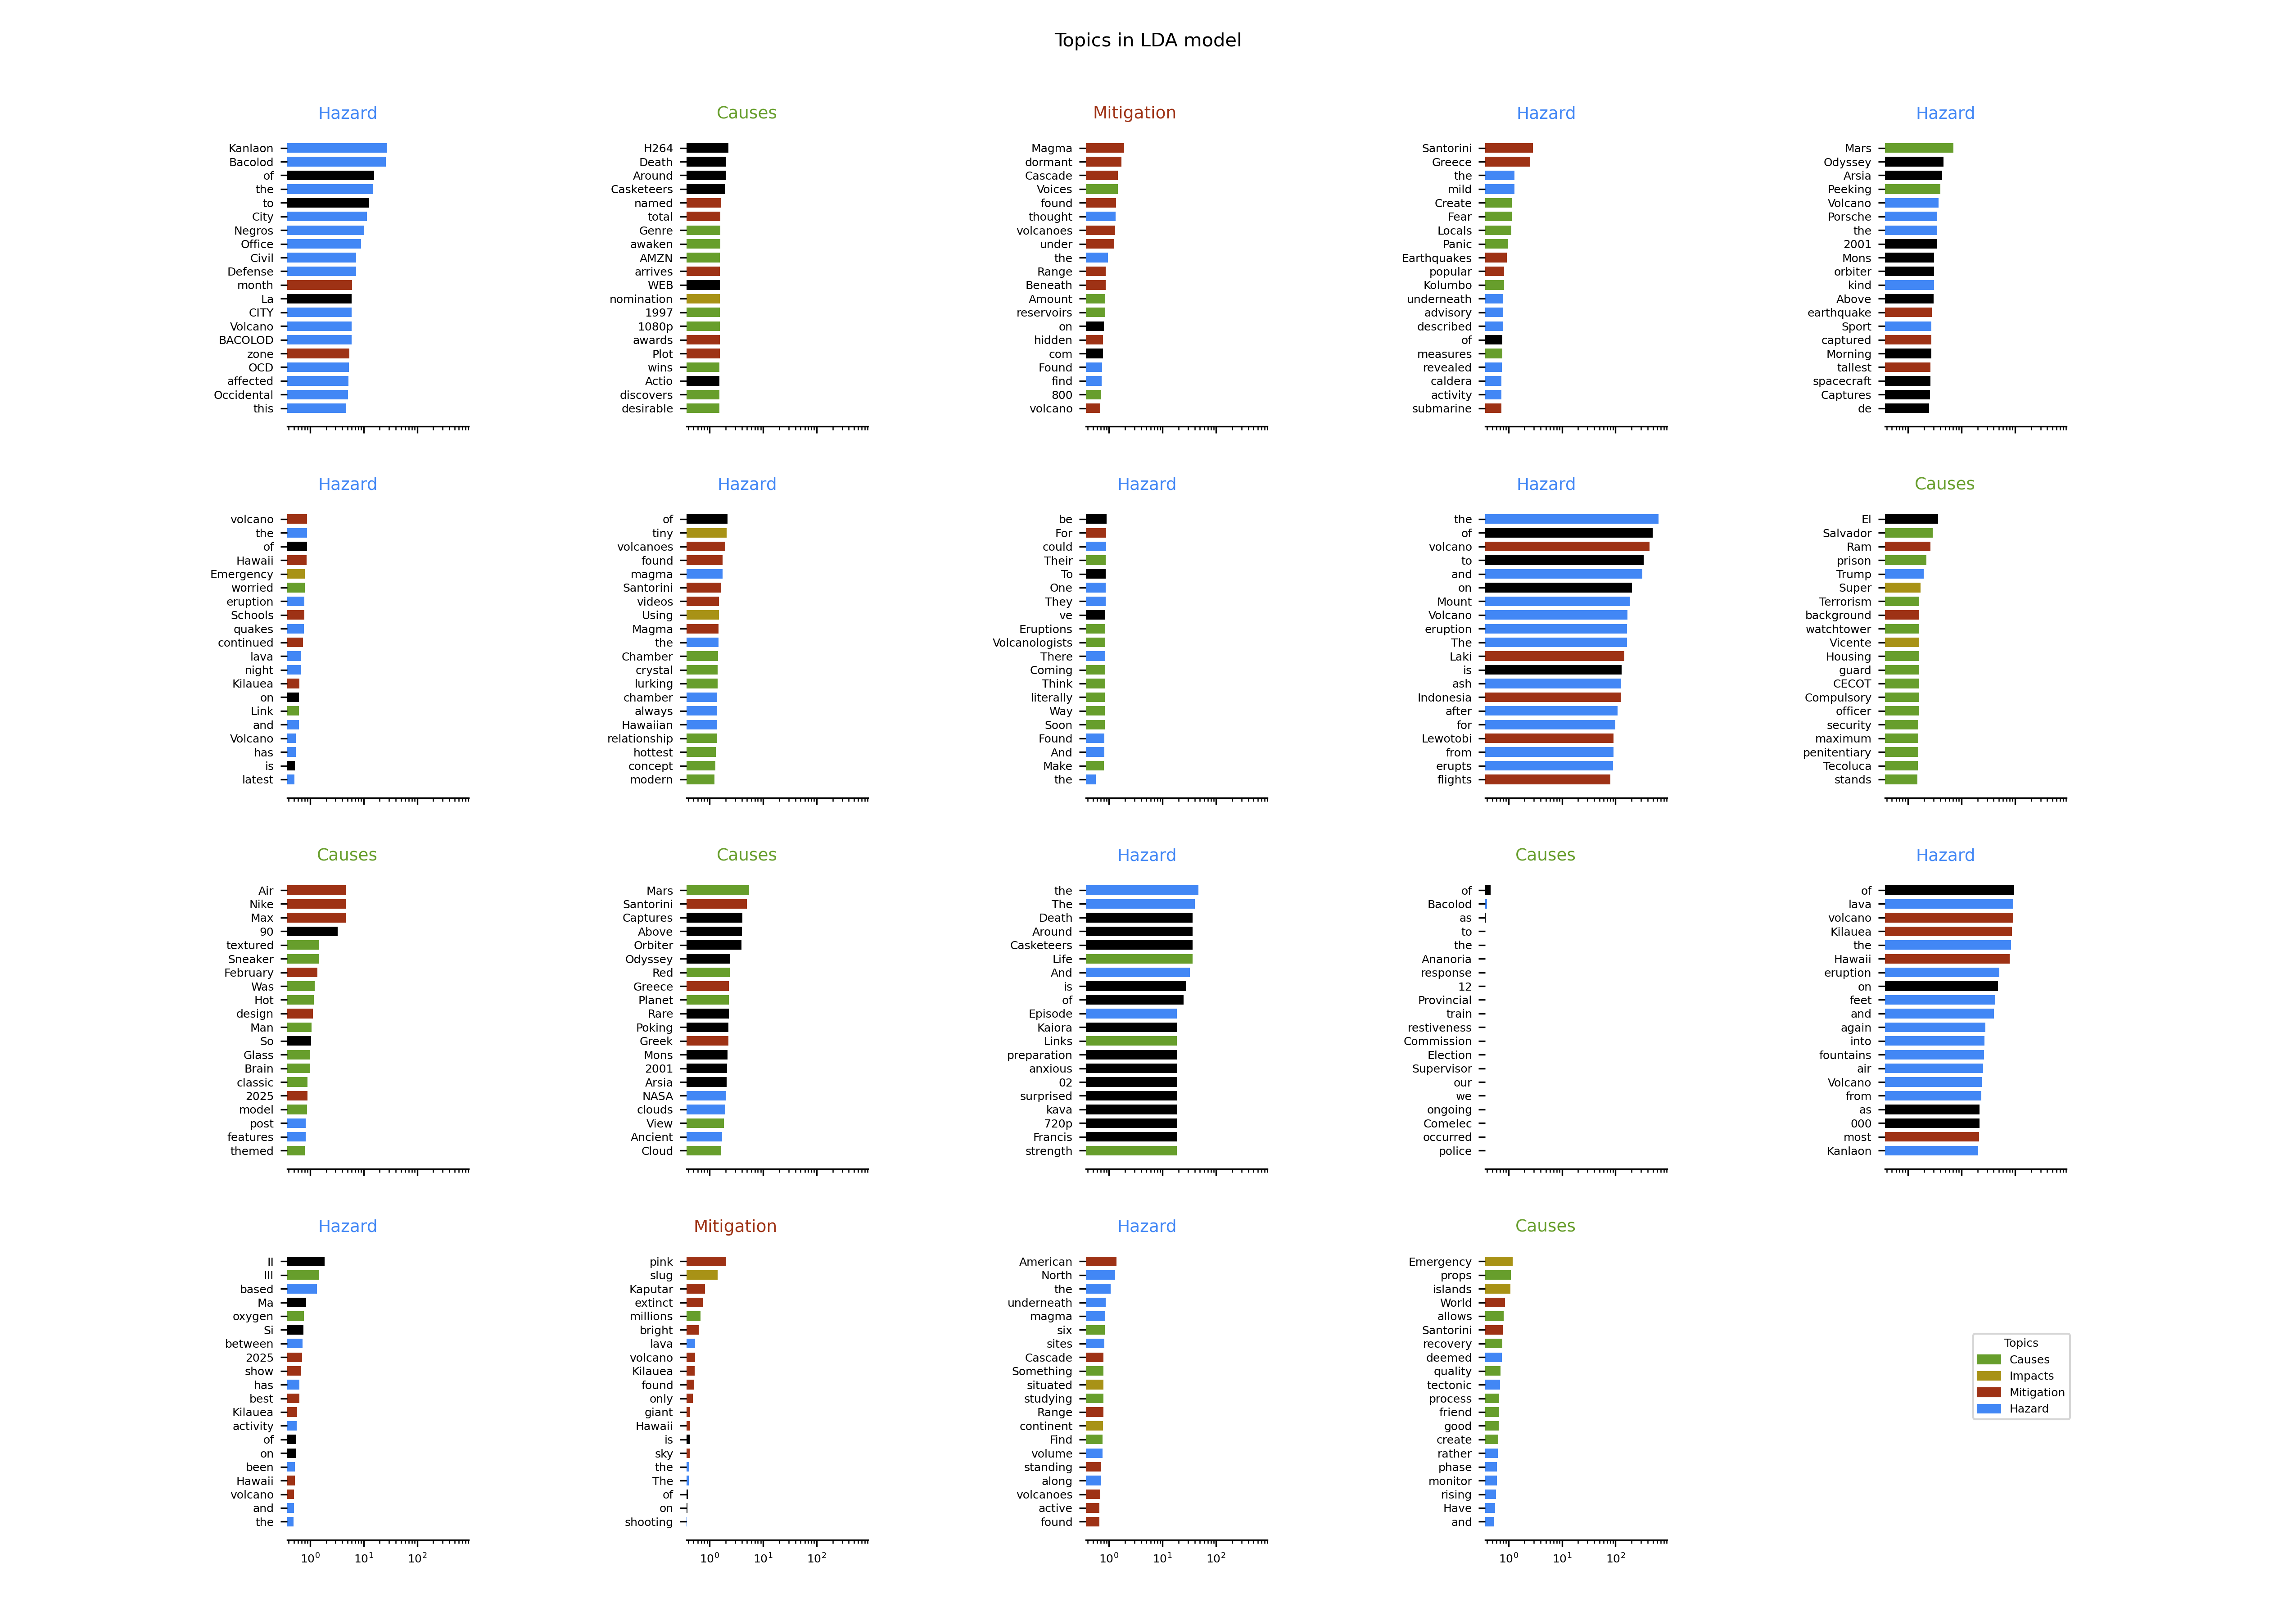 Topics in LDA model
Hazard
Kanlaon
Bacolod
of
the
to
City
Negros
Office
Civil
Defense
month
La
CITY
Volcano
BACOLOD
zone
OCD
affected
Occidental
this
Causes
H264
Death
Around
Casketeers
named
total
Genre
awaken
AMZN
arrives
WEB
nomination
1997
1080p
awards
Plot
wins
Actio
discovers
desirable
Mitigation
Magma
dormant
Cascade
Voices
found
thought
volcanoes
under
the
Range
Beneath
Amount
reservoirs
on
hidden
com
Found
find
800
volcano
Hazard
Santorini
Greece
the
mild
Create
Fear
Locals
Panic
Earthquakes
popular
Kolumbo
underneath
advisory
described
of
measures
revealed
caldera
activity
submarine
Hazard
Mars
Odyssey
Arsia
Peeking
Volcano
Porsche
the
2001
Mons
orbiter
kind
Above
earthquake
Sport
captured
Morning
tallest
spacecraft
Captures
de
Hazard
volcano
the
of
Hawaii
Emergency
worried
eruption
Schools
quakes
continued
lava
night
Kilauea
on
Link
and
Volcano
has
is
latest
Hazard
of
tiny
volcanoes
found
magma
Santorini
videos
Using
Magma
the
Chamber
crystal
lurking
chamber
always
Hawaiian
relationship
hottest
concept
modern
Hazard
be
For
could
Their
To
One
They
ve
Eruptions
Volcanologists
There
Coming
Think
literally
Way
Soon
Found
And
Make
the
Hazard
the
of
volcano
to
and
on
Mount
Volcano
eruption
The
Laki
is
ash
Indonesia
after
for
Lewotobi
from
erupts
flights
Causes
El
Salvador
Ram
prison
Trump
Super
Terrorism
background
watchtower
Vicente
Housing
guard
CECOT
Compulsory
officer
security
maximum
penitentiary
Tecoluca
stands
Causes
Air
Nike
Max
90
textured
Sneaker
February
Was
Hot
design
Man
So
Glass
Brain
classic
2025
model
post
features
themed
Causes
Mars
Santorini
Captures
Above
Orbiter
Odyssey
Red
Greece
Planet
Rare
Poking
Greek
Mons
2001
Arsia
NASA
clouds
View
Ancient
Cloud
Hazard
the
The
Death
Around
Casketeers
Life
And
is
of
Episode
Kaiora
Links
preparation
anxious
02
surprised
kava
720p
Francis
strength
Causes
of
Bacolod
as
to
the
Ananoria
response
12
Provincial
train
restiveness
Commission
Election
Supervisor
our
we
ongoing
Comelec
occurred
police
Hazard
of
lava
volcano
Kilauea
the
Hawaii
eruption
on
feet
and
again
into
fountains
air
Volcano
from
as
000
most
Kanlaon
Hazard
II
III
based
Ma
oxygen
Si
between
2025
show
has
best
Kilauea
activity
of
on
been
Hawaii
volcano
and
the
10⁰ 10¹ 10²
Mitigation
pink
slug
Kaputar
extinct
millions
bright
lava
volcano
Kilauea
found
only
giant
Hawaii
is
sky
the
The
of
on
shooting
10⁰ 10¹ 10²
Hazard
American
North
the
underneath
magma
six
sites
Cascade
Something
situated
studying
Range
continent
Find
volume
standing
along
volcanoes
active
found
10⁰ 10¹ 10²
Causes
Emergency
props
islands
World
allows
Santorini
recovery
deemed
quality
tectonic
process
friend
good
create
rather
phase
monitor
rising
Have
and
10⁰ 10¹ 10²
Topics
Causes
Impacts
Mitigation
Hazard